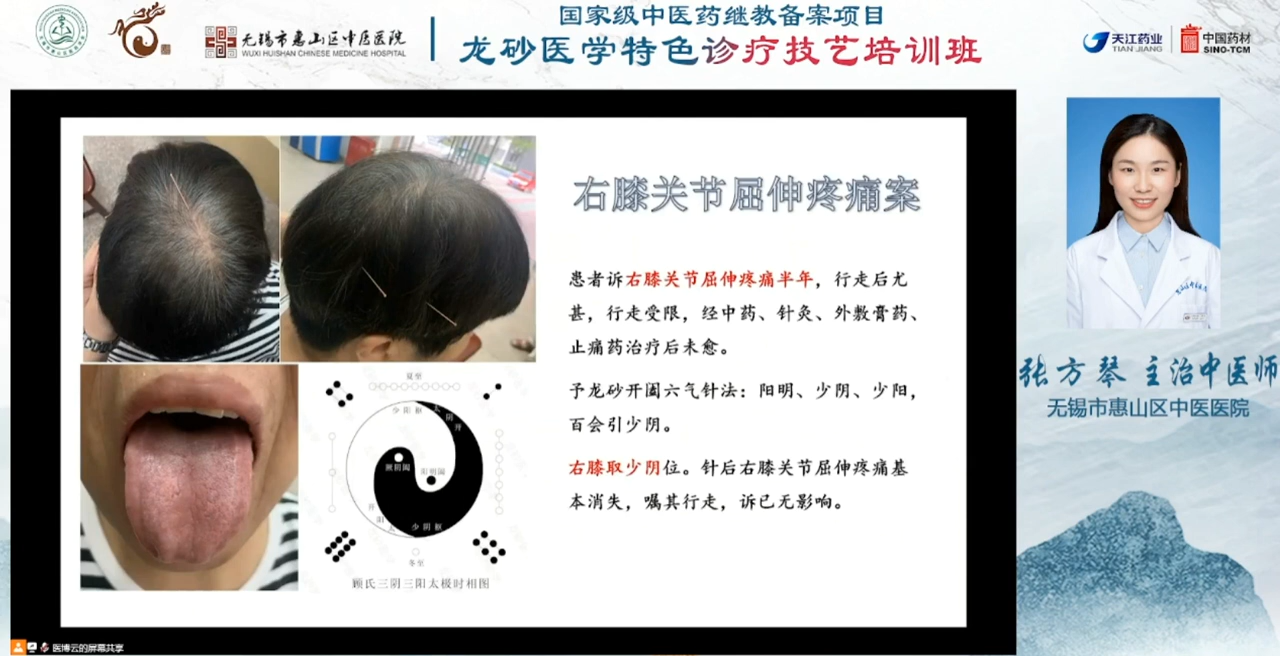 国家级中医药继教备案项目
龙砂医学特色诊疗技艺培训班
无锡市惠山区中医医院
WUXI HUISHAN CHINESE MEDICINE HOSPITAL
天江药业
TIAN JIANG
中国药材
SINO-TCM
右膝关节屈伸疼痛案
患者诉右膝关节屈伸疼痛半年，行走后尤
甚，行走受限，经中药、针灸、外敷膏药、
止痛药治疗后未愈。
予龙砂开阖六气针法：阳明、少阴、少阳，
百会引少阴。
右膝取少阴位。针后右膝关节屈伸疼痛基
本消失，嘱其行走，诉已无影响。
夏至
少阳枢
太阴开
厥阴阖
阳明阖
太阳开
少阴枢
冬至
顾氏三阴三阳太极时相图
张方琴 主治中医师
无锡市惠山区中医医院
医博云的屏幕共享